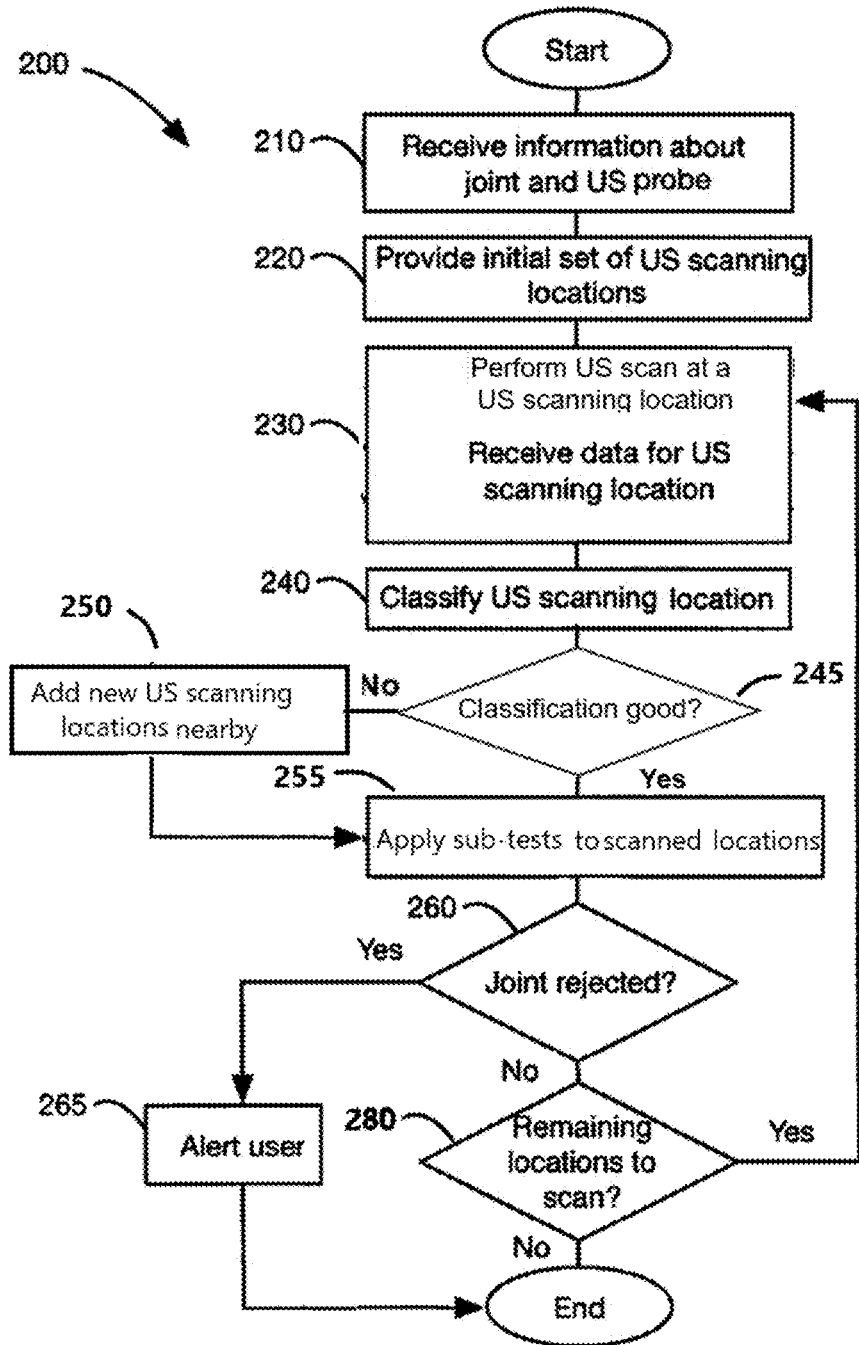 Start
200
210
Receive information about
joint and US probe
220
Provide initial set of US scanning
locations
Perform US scan at a
US scanning location
230
Receive data for US
scanning location
240
Classify US scanning location
250
Add new US scanning
locations nearby
No
Classification good?
245
255
Yes
Apply sub-tests to scanned locations
260
Yes
Joint rejected?
No
265
Alert user
280
Remaining
locations to
scan?
Yes
No
End